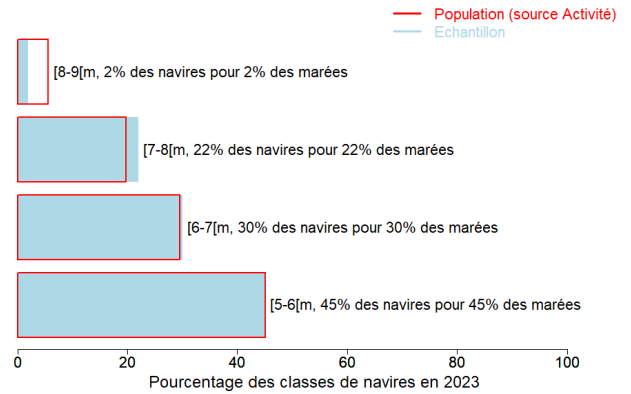 Population (source Activité)
Echantillon
[8-9[m, 2% des navires pour 2% des marées
[7-8[m, 22% des navires pour 22% des marées
[6-7[m, 30% des navires pour 30% des marées
[5-6[m, 45% des navires pour 45% des marées
0 20 40 60 80 100
Pourcentage des classes de navires en 2023